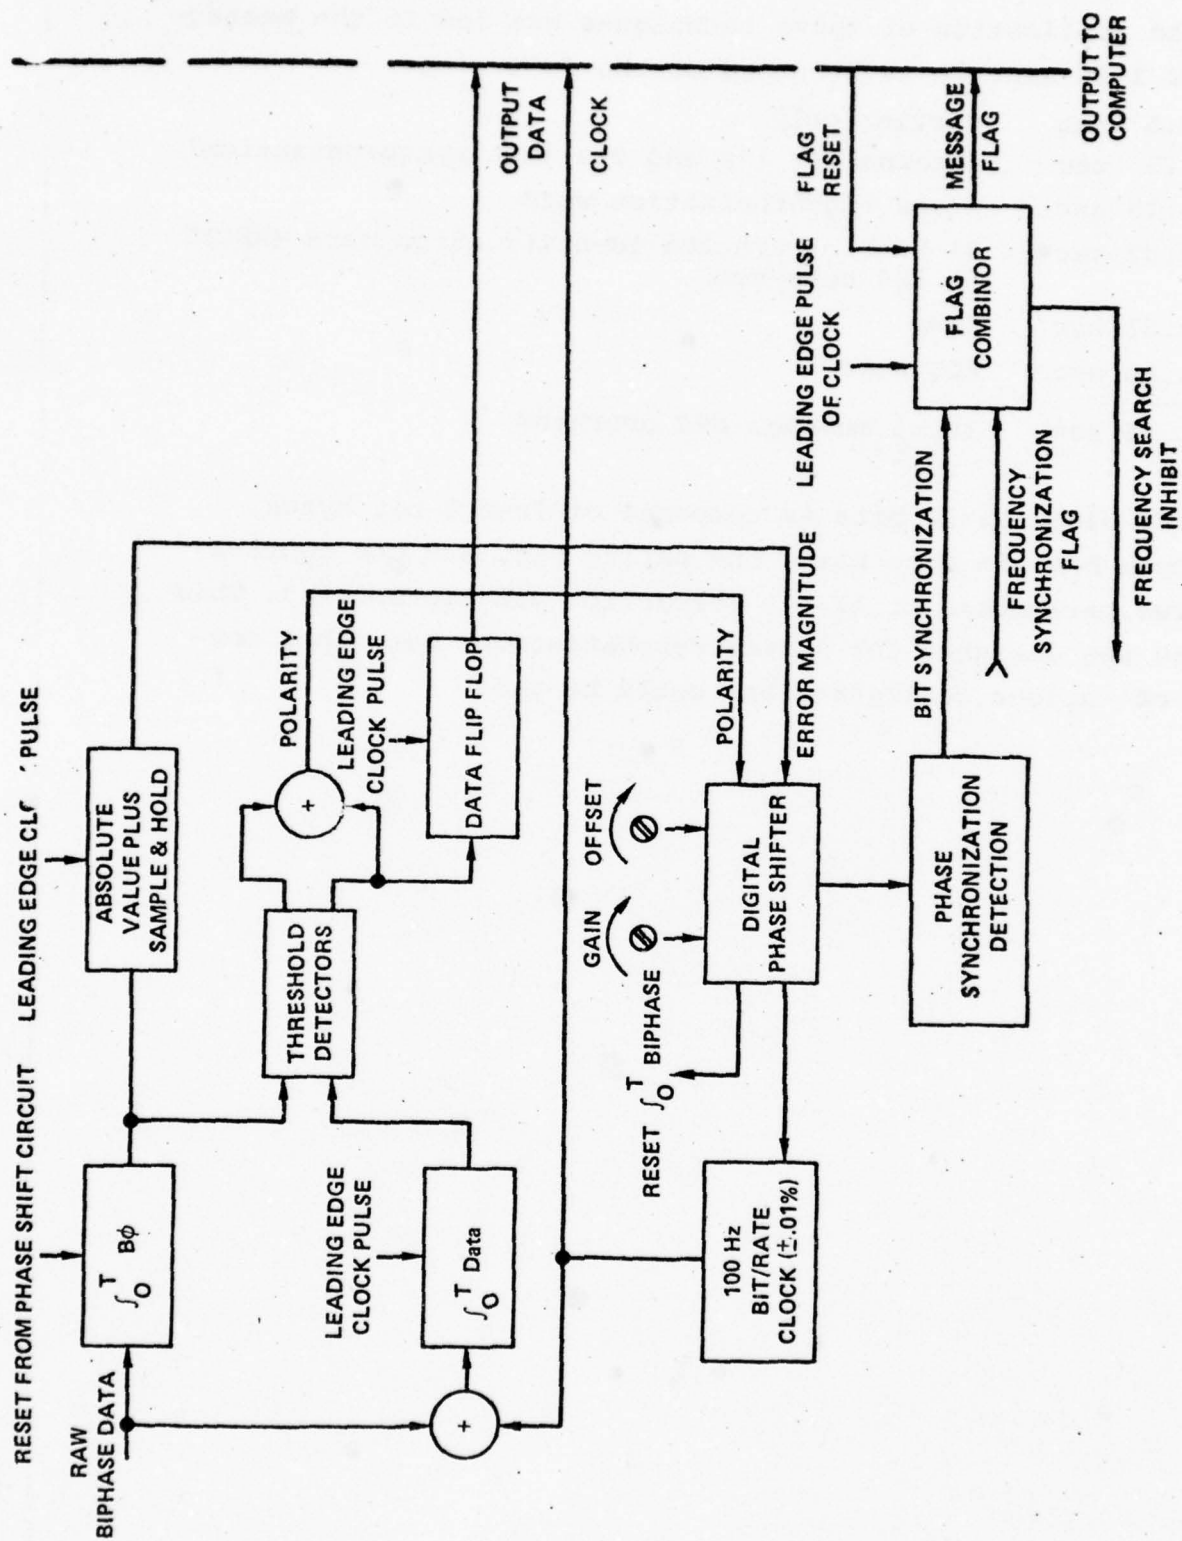 RESET FROM PHASE SHIFT CIRCUIT
LEADING EDGE
PULSE
RAW
BIPHASE DATA
∫₀ᵀ Bφ
ABSOLUTE
VALUE PLUS
SAMPLE & HOLD
THRESHOLD
DETECTORS
+
POLARITY
LEADING EDGE
CLOCK PULSE
DATA FLIP FLOP
OUTPUT
DATA
CLOCK
LEADING EDGE
CLOCK PULSE
∫₀ᵀ Data
+
100 Hz
BIT/RATE
CLOCK (±.01%)
RESET ∫₀ᵀ BIPHASE
GAIN
OFFSET
DIGITAL
PHASE SHIFTER
POLARITY
ERROR MAGNITUDE
PHASE
SYNCHRONIZATION
DETECTION
BIT SYNCHRONIZATION
FREQUENCY
SYNCHRONIZATION
FLAG
LEADING EDGE PULSE
OF CLOCK
FLAG
RESET
FLAG
COMBINOR
MESSAGE
FLAG
FREQUENCY SEARCH
INHIBIT
OUTPUT TO
COMPUTER